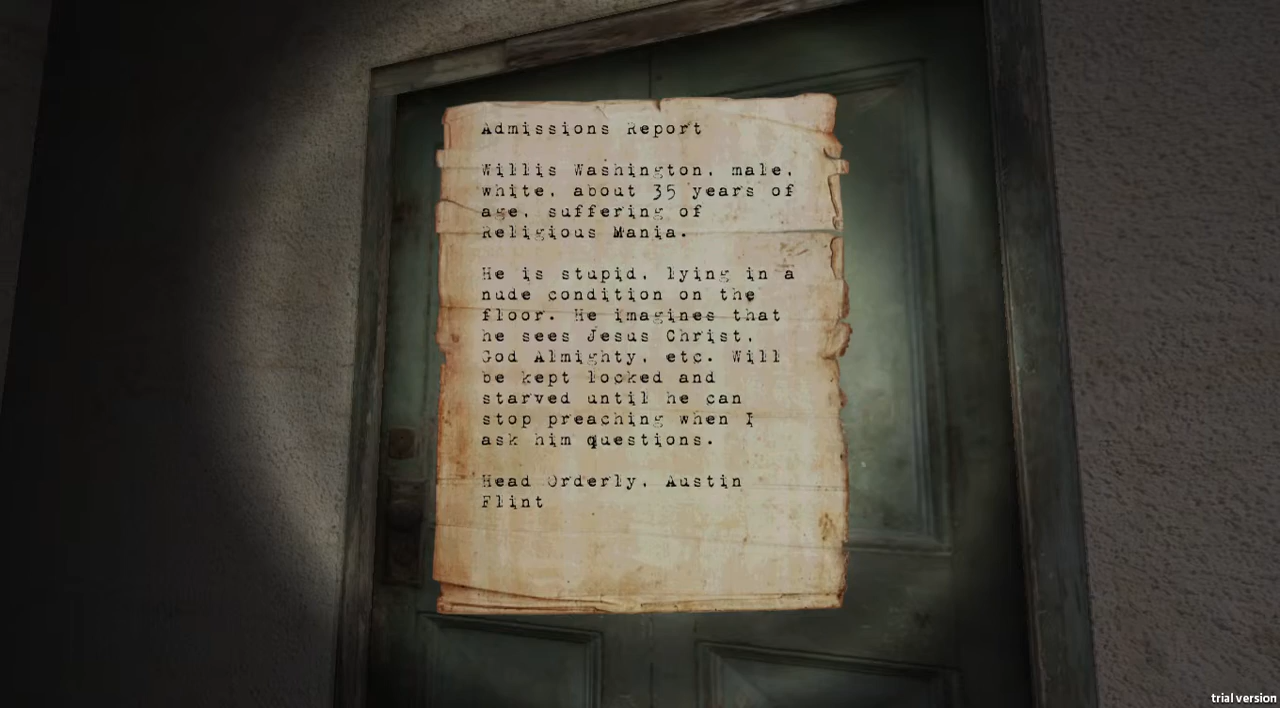 Admissions Report
Willis Washington, male,
white, about 35 years of
age, suffering of
Religious Mania.
He is stupid, lying in a
nude condition on the
floor. He imagines that
he sees Jesus Christ,
God Almighty, etc. Will
be kept locked and
starved until he can
stop preaching when I
ask him questions.
Head Orderly, Austin
Flint
trial version